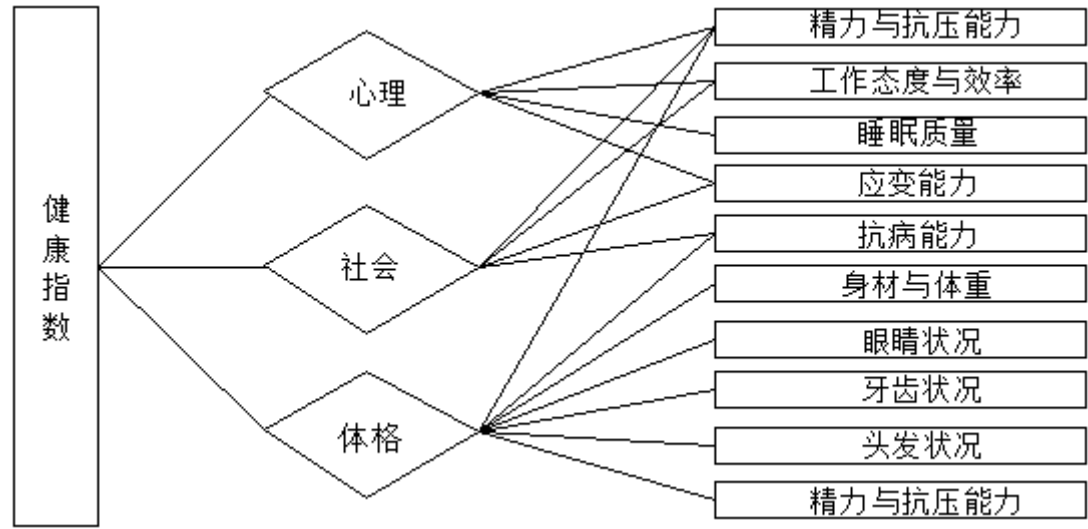 健康指数
心理
社会
体格
精力与抗压能力
工作态度与效率
睡眠质量
应变能力
抗病能力
身材与体重
眼睛状况
牙齿状况
头发状况
精力与抗压能力